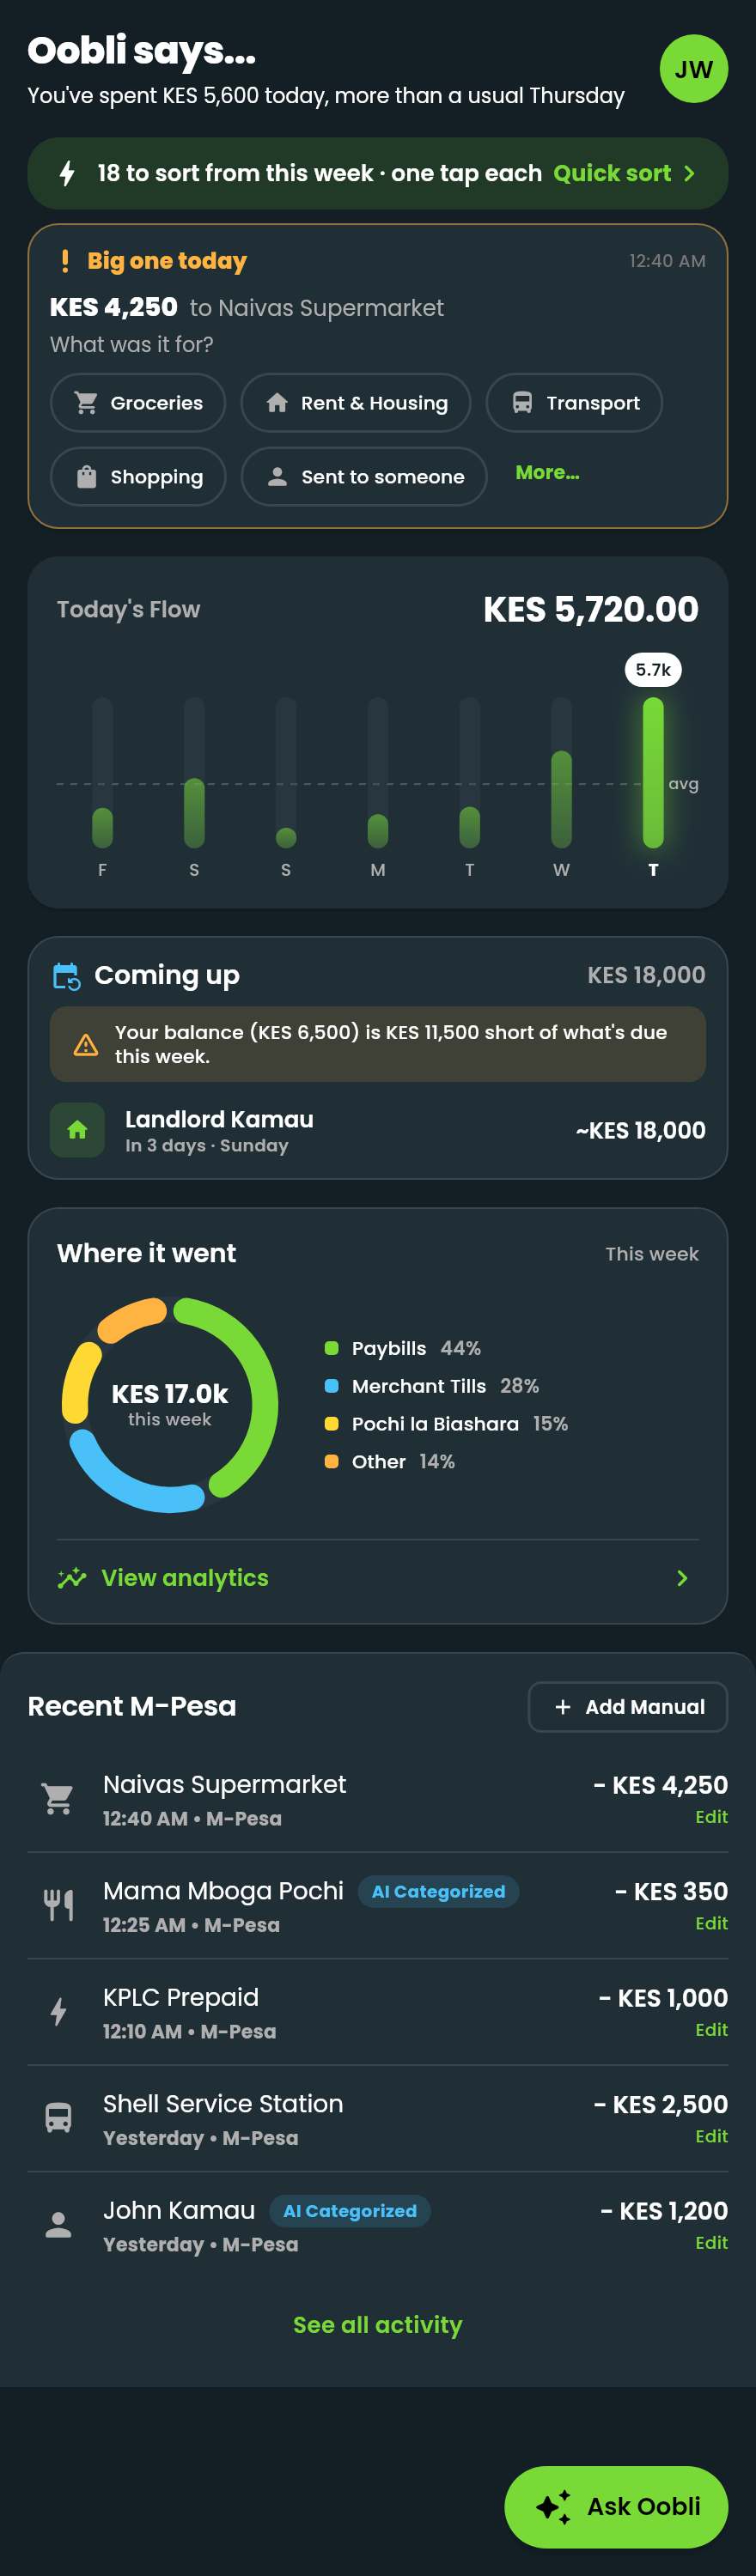 Oobli says...
You've spent KES 5,600 today, more than a usual Thursday
JW
18 to sort from this week · one tap each Quick sort
Big one today 12:40 AM
KES 4,250 to Naivas Supermarket
What was it for?
Groceries Rent & Housing Transport
Shopping Sent to someone More...
Today's Flow KES 5,720.00
5.7k
avg
F S S M T W T
Coming up KES 18,000
Your balance (KES 6,500) is KES 11,500 short of what's due
this week.
Landlord Kamau ~KES 18,000
In 3 days · Sunday
Where it went This week
KES 17.0k
this week
Paybills 44%
Merchant Tills 28%
Pochi la Biashara 15%
Other 14%
View analytics
Recent M-Pesa + Add Manual
Naivas Supermarket - KES 4,250
12:40 AM • M-Pesa Edit
Mama Mboga Pochi AI Categorized - KES 350
12:25 AM • M-Pesa Edit
KPLC Prepaid - KES 1,000
12:10 AM • M-Pesa Edit
Shell Service Station - KES 2,500
Yesterday • M-Pesa Edit
John Kamau AI Categorized - KES 1,200
Yesterday • M-Pesa Edit
See all activity
Ask Oobli